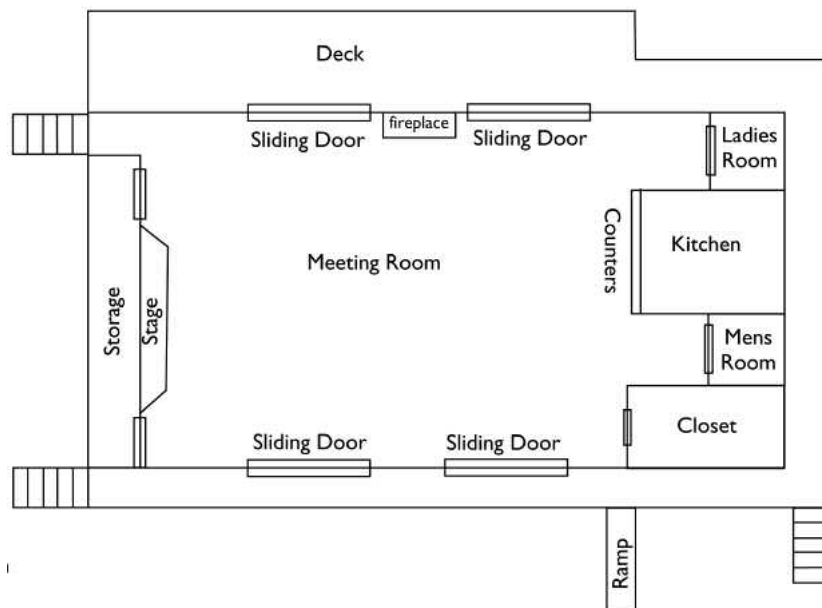 Deck
fireplace
Sliding Door
Sliding Door
Ladies
Room
Counters
Kitchen
Meeting Room
Storage
Stage
Mens
Room
Closet
Sliding Door
Sliding Door
Ramp